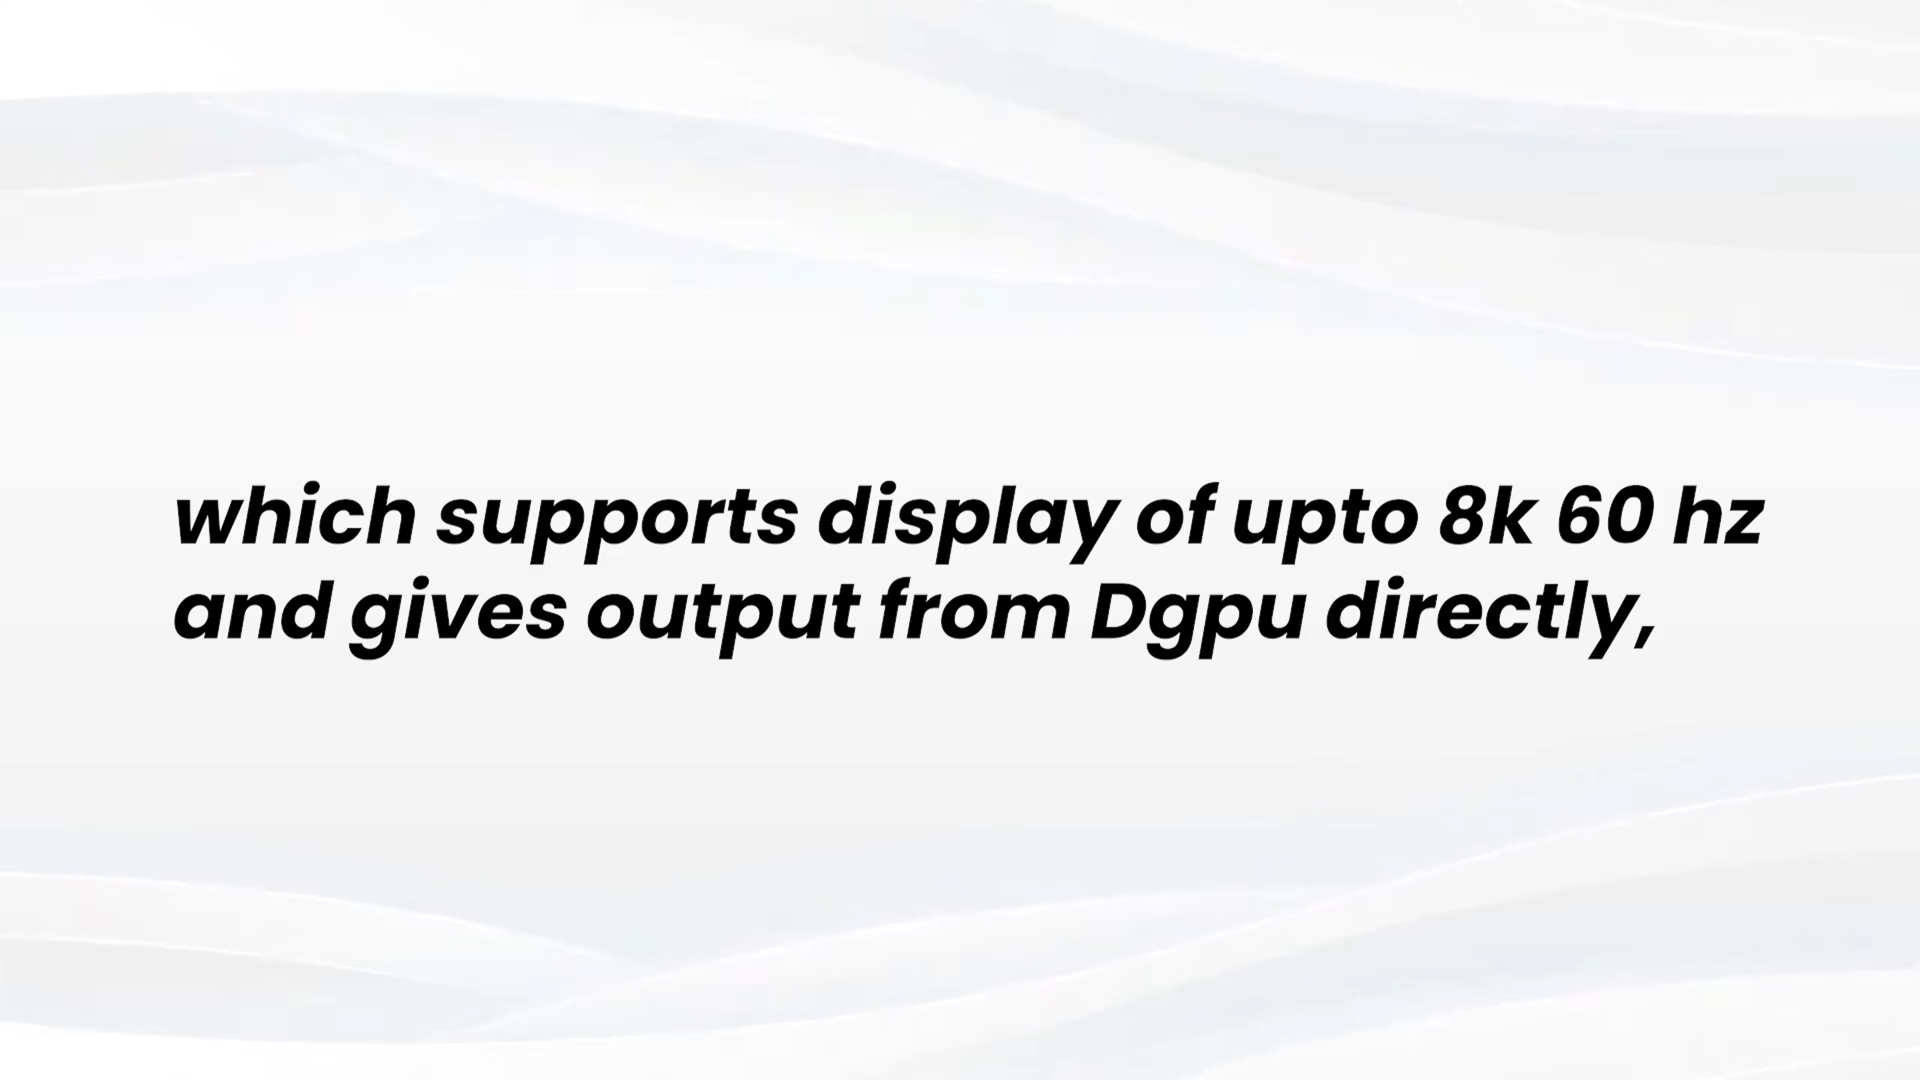 which supports display of upto 8k 60 hz
and gives output from Dgpu directly,